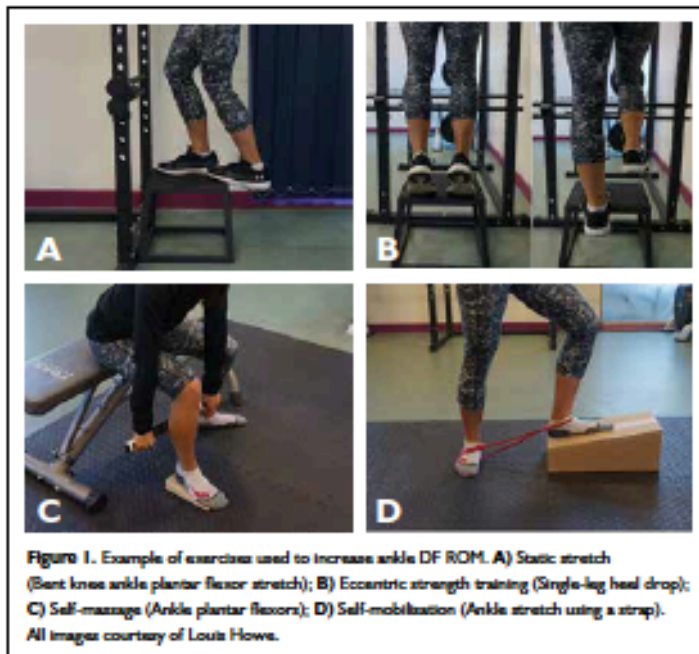 A
B
C
D
Figure 1. Example of exercises used to increase ankle DF ROM. A) Static stretch
(Bent knee ankle plantar flexor stretch); B) Eccentric strength training (Single-leg heel drop);
C) Self-massage (Ankle plantar flexors); D) Self-mobilisation (Ankle stretch using a strap).
All images courtesy of Louis Howe.